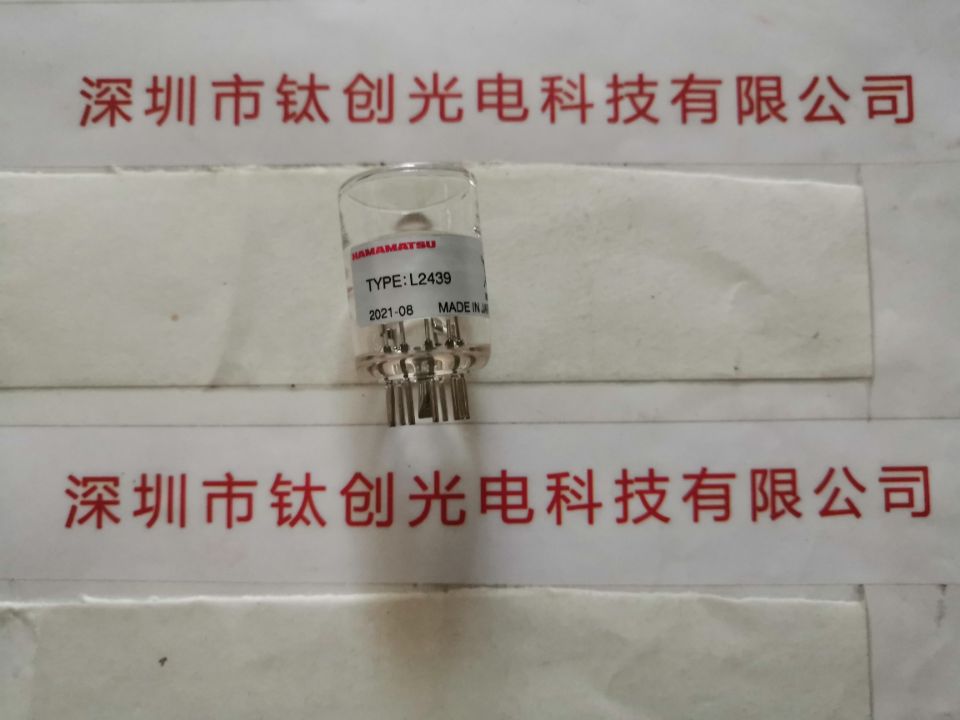 深圳市钛创光电科技有限公司
HAMAMATSU
TYPE: L2439
2021-08 MADE IN
深圳市钛创光电科技有限公司